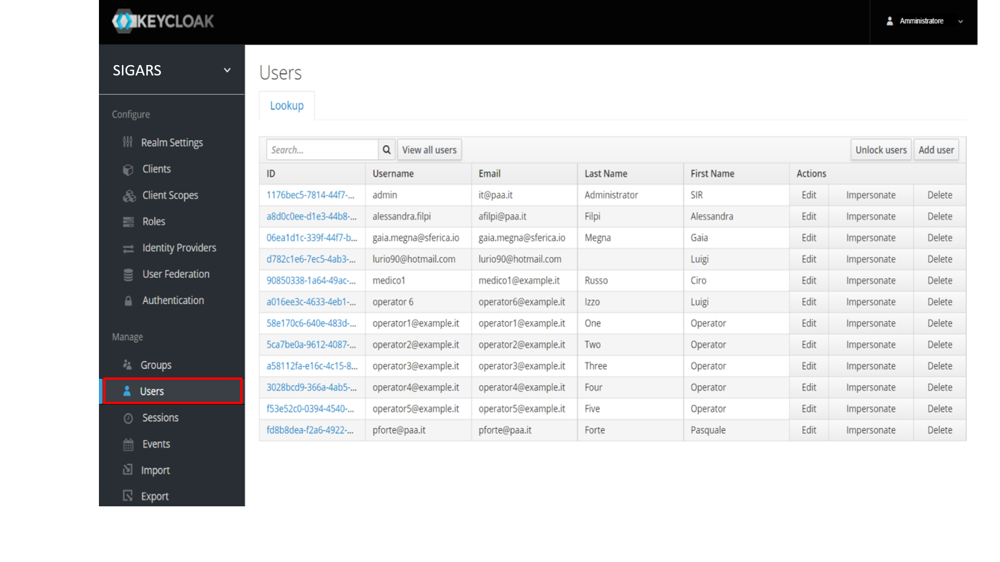 KEYCLOAK
Amministratore
SIGARS
Configure
Realm Settings
Clients
Client Scopes
Roles
Identity Providers
User Federation
Authentication
Manage
Groups
Users
Sessions
Events
Import
Export
Users
Lookup
Search... View all users Unlock users Add user
ID Username Email Last Name First Name Actions
1176bec5-7814-44f7-... admin it@paa.it Administrator SIR Edit Impersonate Delete
a8d0c0ee-d1e3-44b8-... alessandra.filpi afilpi@paa.it Filpi Alessandra Edit Impersonate Delete
06ea1d1c-339f-44f7-b... gaia.megna@sferica.io gaia.megna@sferica.io Megna Gaia Edit Impersonate Delete
d782c1e6-7ec5-4ab3-... lurio90@hotmail.com lurio90@hotmail.com Luigi Edit Impersonate Delete
90850338-1a64-49ac-... medico1 medico1@example.it Russo Ciro Edit Impersonate Delete
a016ee3c-4633-4eb1-... operator 6 operator6@example.it Izzo Luigi Edit Impersonate Delete
58e170c6-640e-483d-... operator1@example.it operator1@example.it One Operator Edit Impersonate Delete
5ca7be0a-9612-4087-... operator2@example.it operator2@example.it Two Operator Edit Impersonate Delete
a58112fa-e16c-4c15-8... operator3@example.it operator3@example.it Three Operator Edit Impersonate Delete
3028bcd9-366a-4ab5-... operator4@example.it operator4@example.it Four Operator Edit Impersonate Delete
f53e52c0-0394-4540-... operator5@example.it operator5@example.it Five Operator Edit Impersonate Delete
fd8b8dea-f2a6-4922-... pforte@paa.it pforte@paa.it Forte Pasquale Edit Impersonate Delete